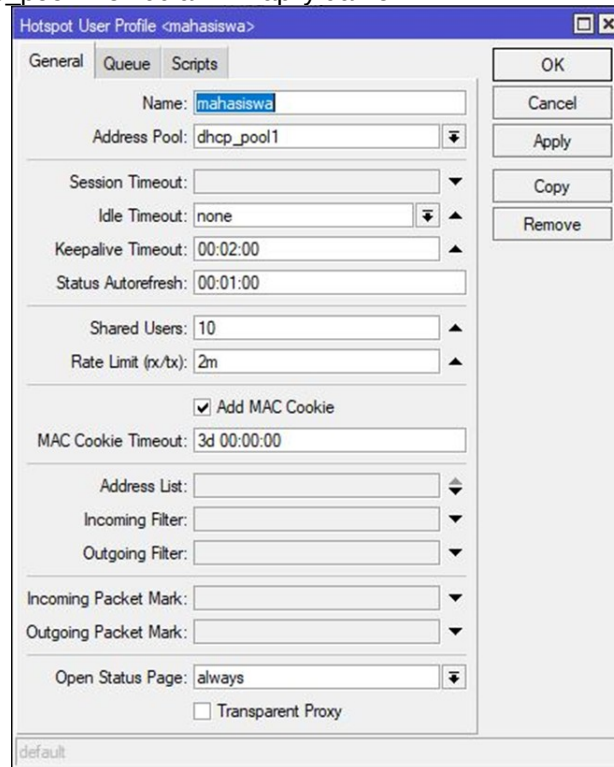 Hotspot User Profile <mahasiswa>
General Queue Scripts
Name: mahasiswa
Address Pool: dhcp_pool1
Session Timeout:
Idle Timeout: none
Keepalive Timeout: 00:02:00
Status Autorefresh: 00:01:00
Shared Users: 10
Rate Limit (rx/tx): 2m
Add MAC Cookie
MAC Cookie Timeout: 3d 00:00:00
Address List:
Incoming Filter:
Outgoing Filter:
Incoming Packet Mark:
Outgoing Packet Mark:
Open Status Page: always
Transparent Proxy
OK
Cancel
Apply
Copy
Remove
default